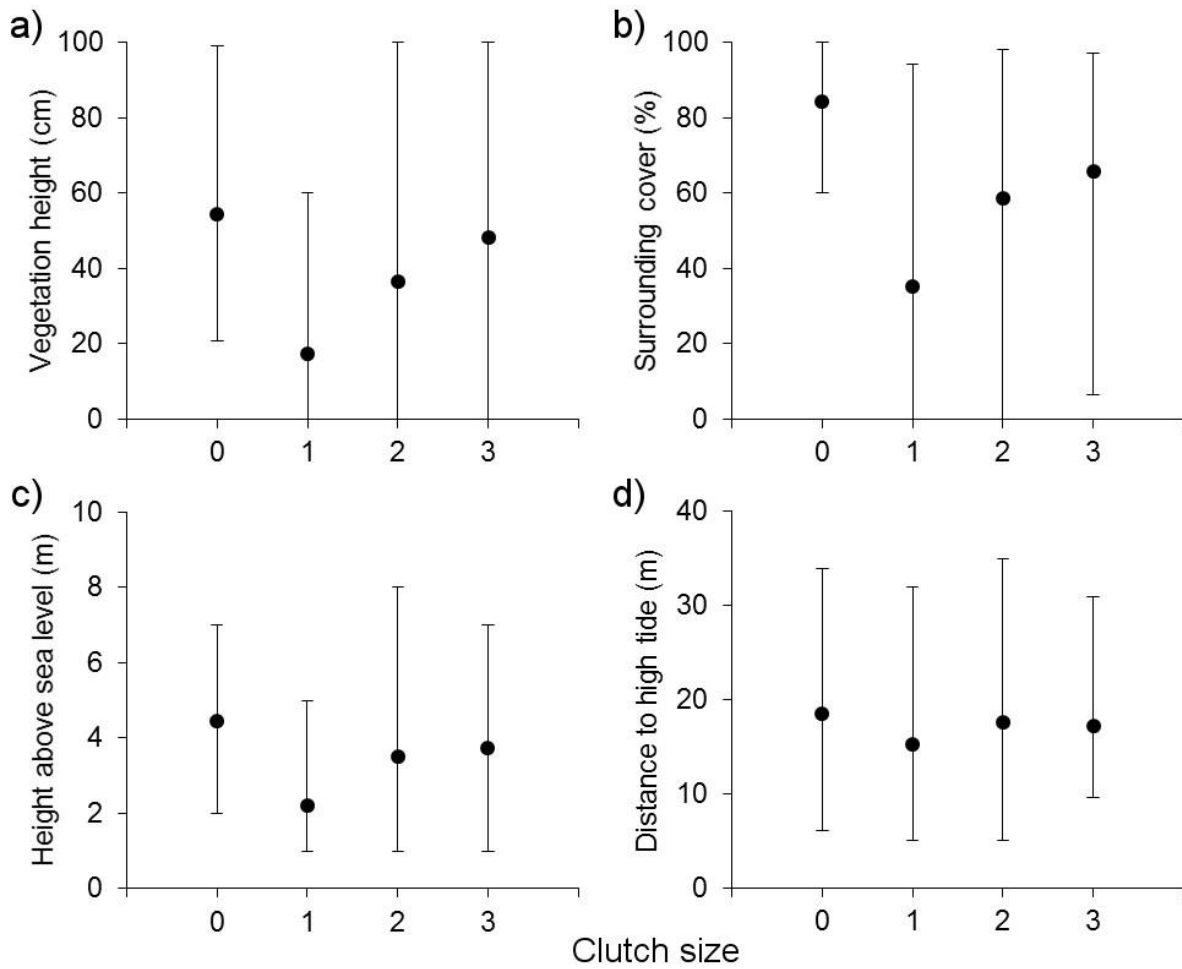 a)
Vegetation height (cm)
100
80
60
40
20
0
0 1 2 3
b)
Surrounding cover (%)
100
80
60
40
20
0
0 1 2 3
c)
Height above sea level (m)
10
8
6
4
2
0
0 1 2 3
d)
Distance to high tide (m)
40
30
20
10
0
0 1 2 3
Clutch size